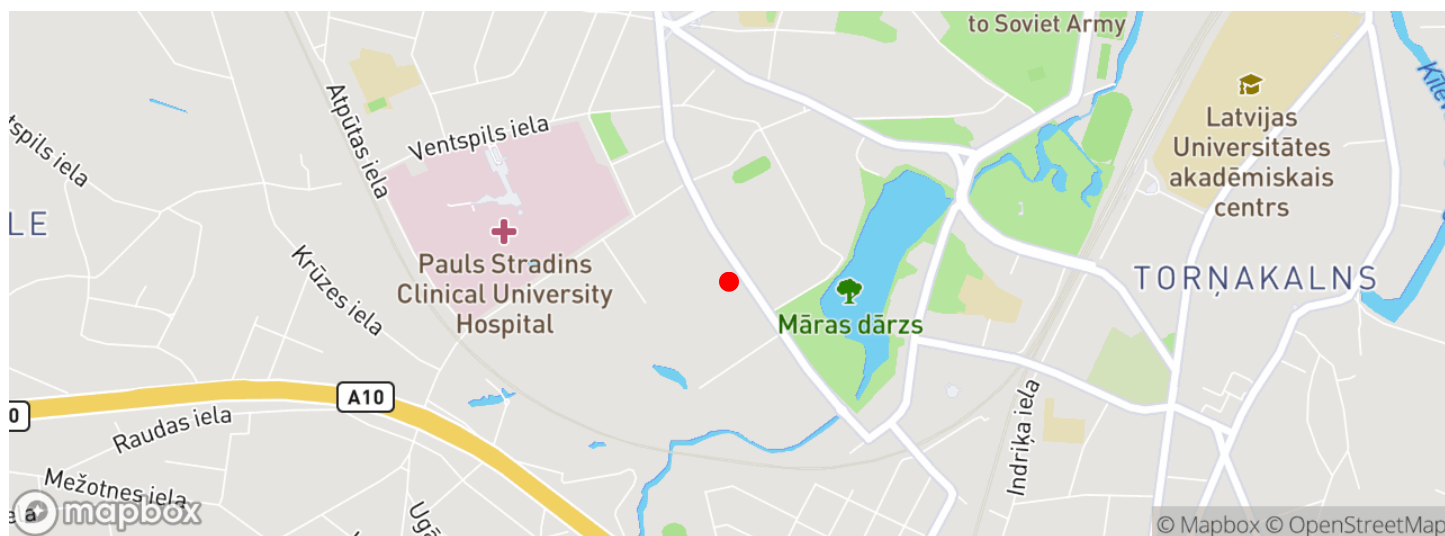 to Soviet Army
Atpūtas iela
Ventspils iela
Latvijas
Universitātes
akadēmiskais
centrs
Krūzes iela
Pauls Stradins
Clinical University
Hospital
TORŅAKALNS
Māras dārzs
A10
Raudas iela
Indriķa iela
Mežotnes iela
mapbox
© Mapbox © OpenStreetMap